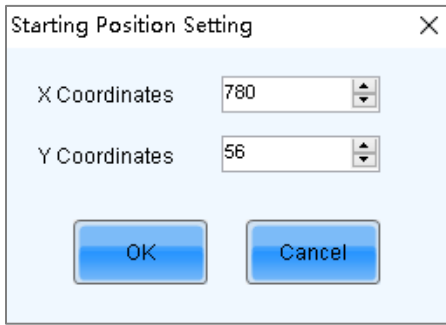 Starting Position Setting
X Coordinates 780
Y Coordinates 56
OK Cancel